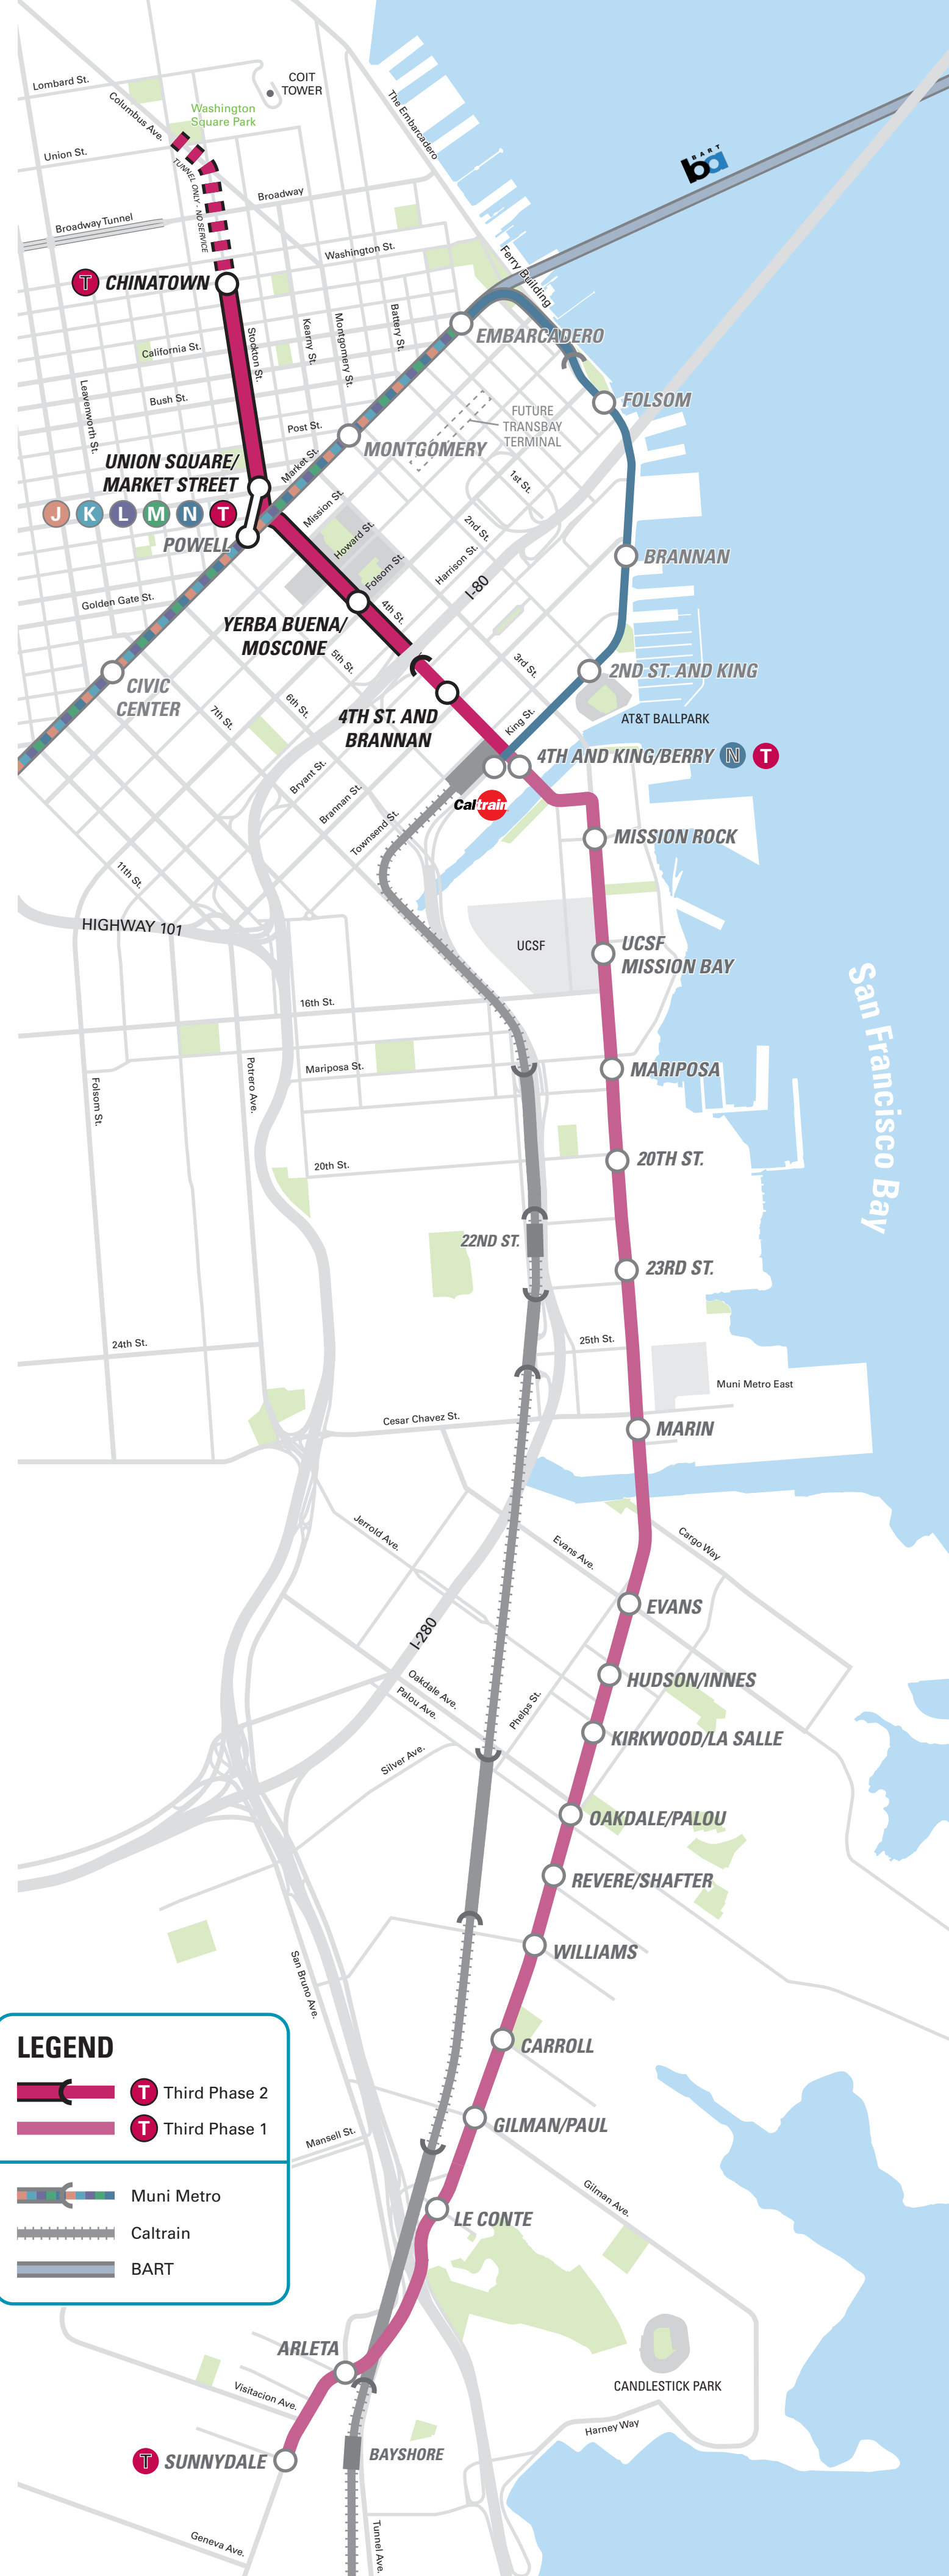 COIT
TOWER
Lombard St.
Columbus Ave.
Washington
Square Park
The Embarcadero
Union St.
TUNNEL ONLY - NO SERVICE
Broadway
Broadway Tunnel
BART
ba
Washington St.
Ferry Building
T CHINATOWN
EMBARCADERO
Stockton St.
Kearny St.
Montgomery St.
Battery St.
California St.
Leavenworth St.
Bush St.
FOLSOM
FUTURE
TRANSBAY
TERMINAL
Post St.
MONTGOMERY
Market St.
UNION SQUARE/
MARKET STREET
1st St.
Mission St.
J K L M N T
POWELL
2nd St.
Howard St.
Harrison St.
BRANNAN
Folsom St.
I-80
Golden Gate St.
4th St.
YERBA BUENA/
MOSCONE
5th St.
3rd St.
2ND ST. AND KING
CIVIC
CENTER
6th St.
7th St.
4TH ST. AND
BRANNAN
King St.
AT&T BALLPARK
4TH AND KING/BERRY N T
Bryant St.
Brannan St.
Caltrain
Townsend St.
MISSION ROCK
11th St.
HIGHWAY 101
UCSF
UCSF
MISSION BAY
San Francisco Bay
16th St.
Mariposa St.
MARIPOSA
Folsom St.
Potrero Ave.
20th St.
20TH ST.
22ND ST.
23RD ST.
24th St.
25th St.
Muni Metro East
Cesar Chavez St.
MARIN
Jerrold Ave.
Evans Ave.
Cargo Way
EVANS
I-280
HUDSON/INNES
Oakdale Ave.
Palou Ave.
Phelps St.
KIRKWOOD/LA SALLE
Silver Ave.
OAKDALE/PALOU
REVERE/SHAFTER
WILLIAMS
San Bruno Ave.
CARROLL
LEGEND
T Third Phase 2
T Third Phase 1
Muni Metro
Caltrain
BART
GILMAN/PAUL
Mansell St.
Gilman Ave.
LE CONTE
ARLETA
CANDLESTICK PARK
Visitacion Ave.
Harney Way
T SUNNYDALE
BAYSHORE
Geneva Ave.
Tunnel Ave.